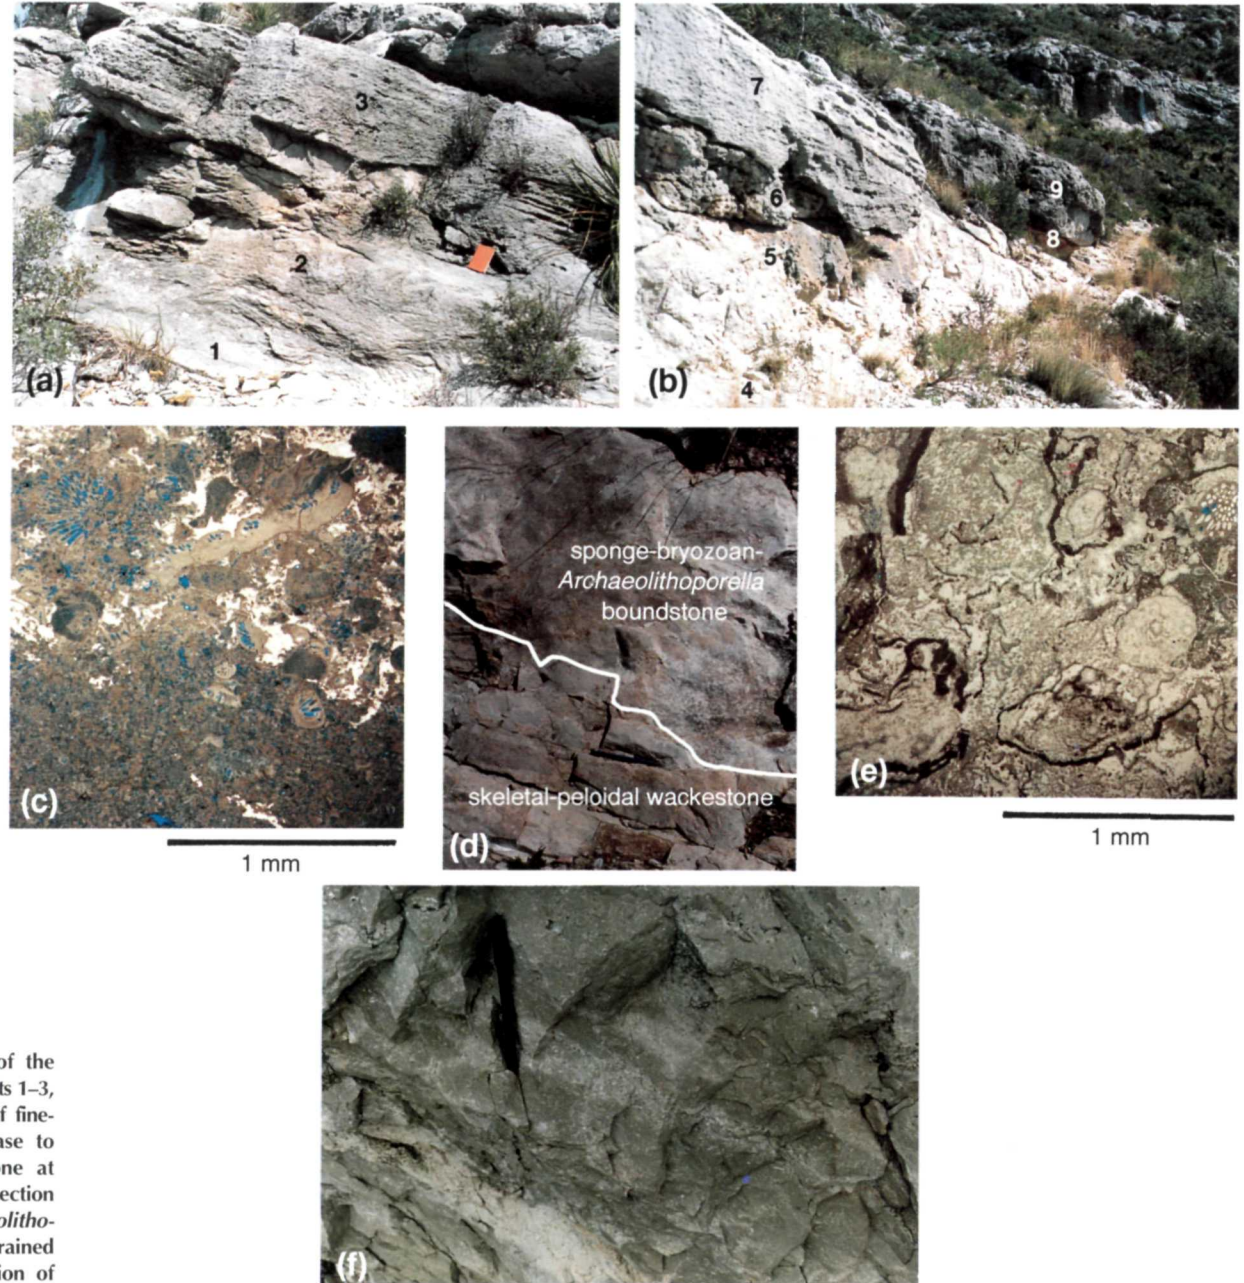 3
2
1
(a)
7
6
5
4
9
8
(b)
(c)
1 mm
sponge-bryozoan-
Archaeolithoporella
boundstone
skeletal-peloidal wackestone
(d)
(e)
1 mm
of the
ts 1–3,
f fine-
ase to
one at
ection
olitho-
rained
ion of
(f)